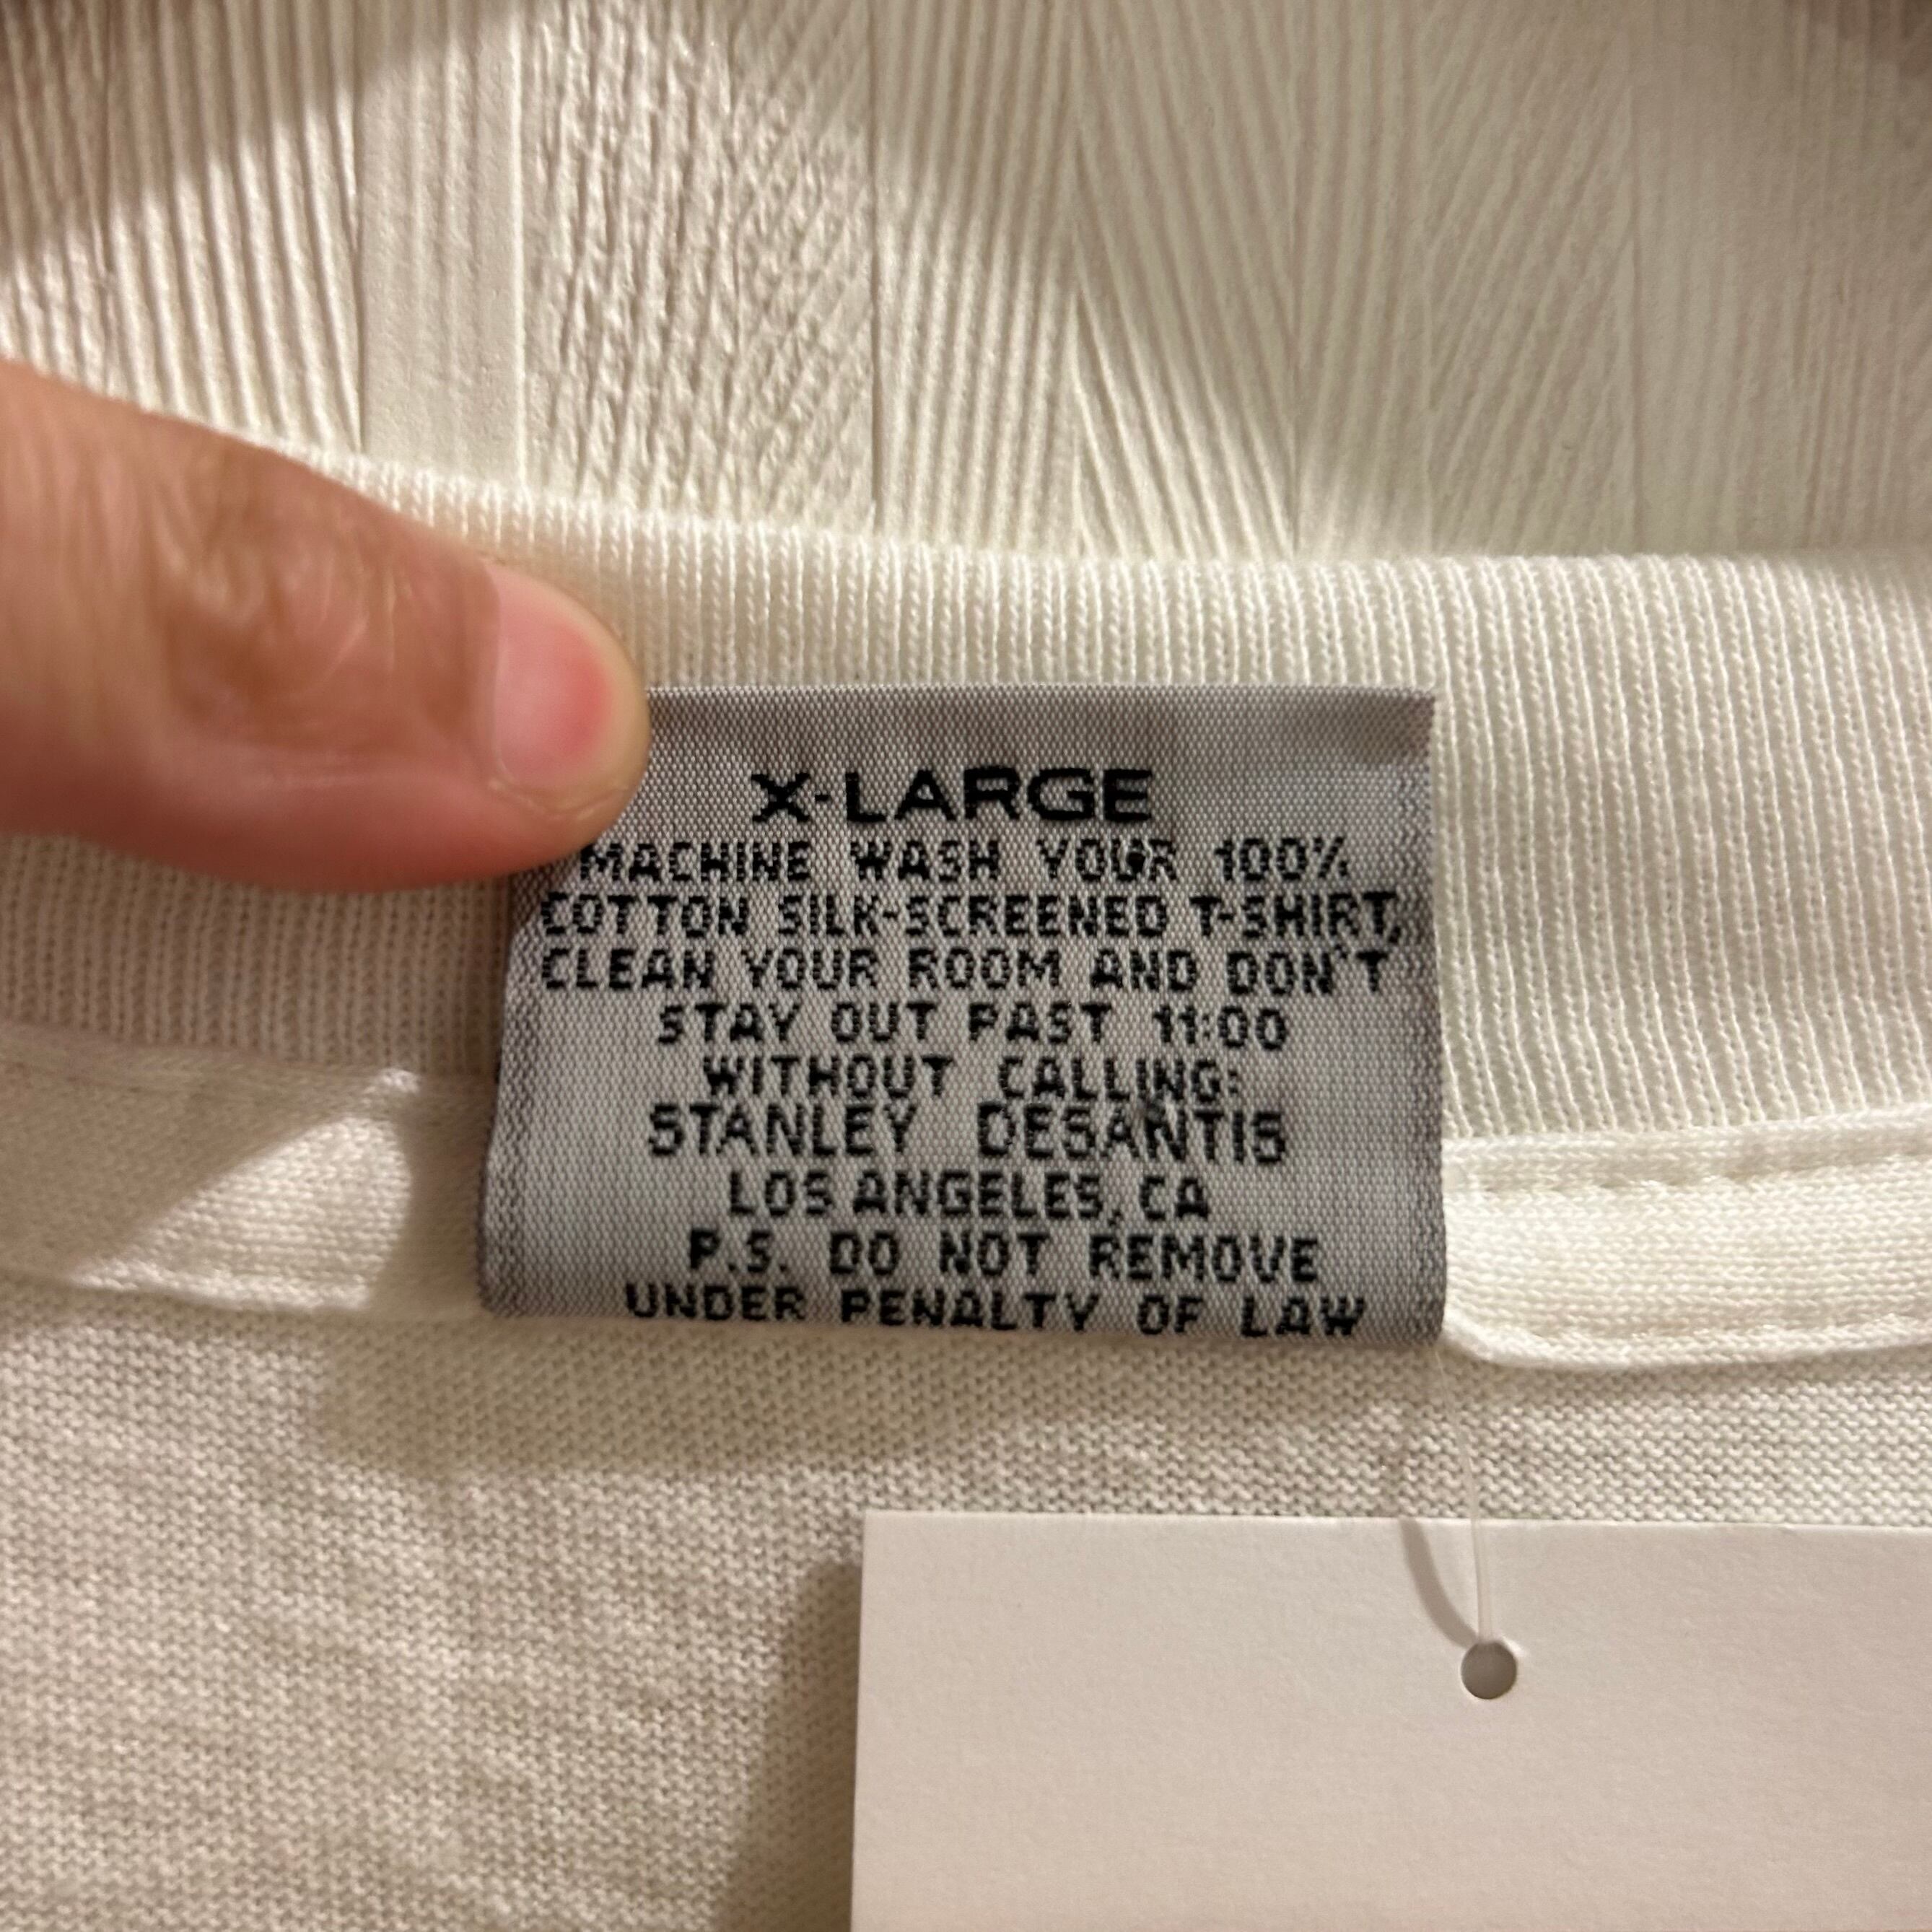 X-LARGE
MACHINE WASH YOUR 100%
COTTON SILK-SCREENED T-SHIRT,
CLEAN YOUR ROOM AND DON'T
STAY OUT PAST 11:00
WITHOUT CALLING:
STANLEY DESANTIS
LOS ANGELES, CA
P.S. DO NOT REMOVE
UNDER PENALTY OF LAW